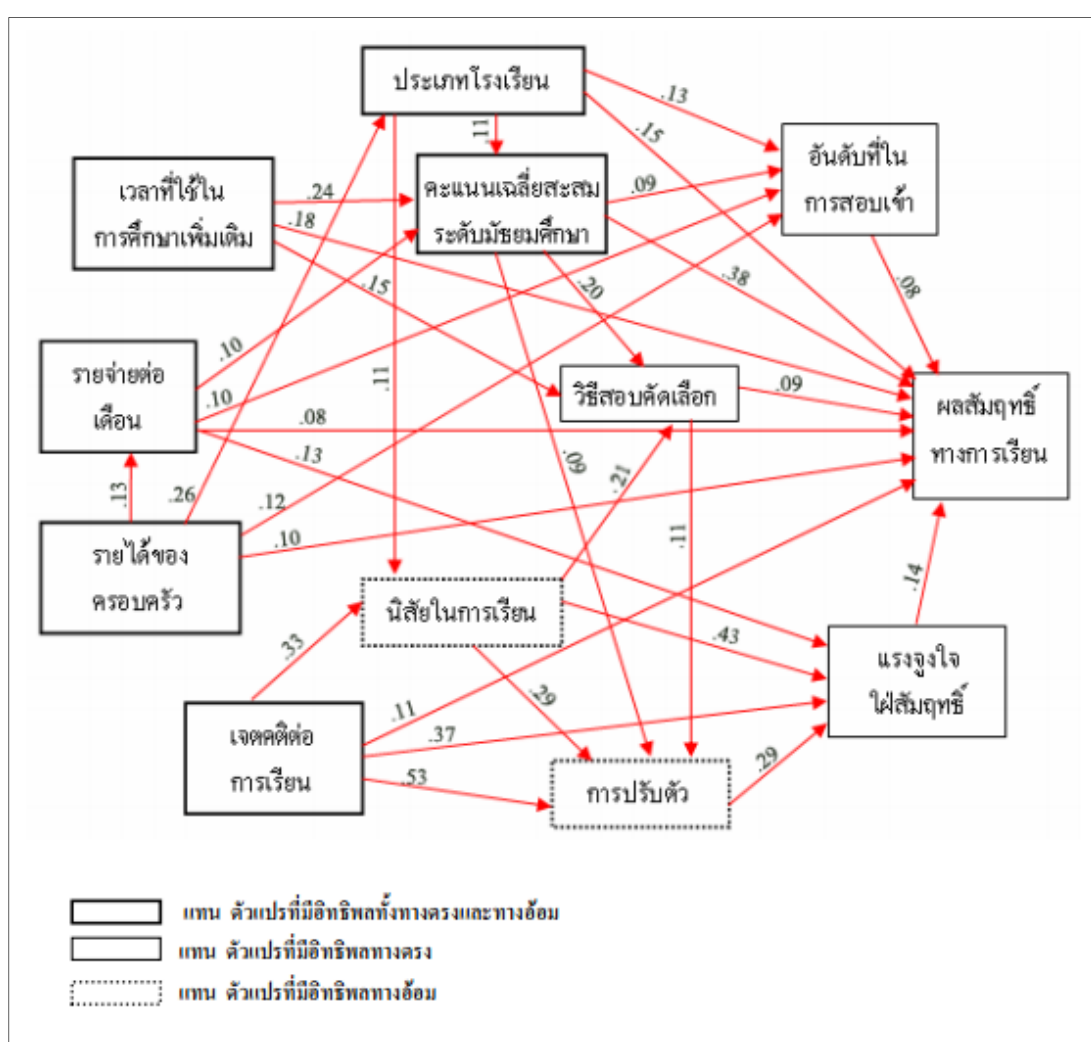 ประเภทโรงเรียน
.13
.11
.15
อันดับที่ใน
การสอบเข้า
เวลาที่ใช้ใน
การศึกษาเพิ่มเติม
.24
.18
คะแนนเฉลี่ยสะสม
ระดับมัธยมศึกษา
.09
.38
.08
.15
.20
รายจ่ายต่อ
เดือน
.10
.10
.11
วิธีสอบคัดเลือก
.09
ผลสัมฤทธิ์
ทางการเรียน
.08
.13
.09
.13
.26
.12
.21
.10
.11
รายได้ของ
ครอบครัว
นิสัยในการเรียน
.14
.33
.43
แรงจูงใจ
ใฝ่สัมฤทธิ์
.29
.11
เจตคติต่อ
การเรียน
.37
.53
การปรับตัว
.29
แทน ตัวแปรที่มีอิทธิพลทั้งทางตรงและทางอ้อม
แทน ตัวแปรที่มีอิทธิพลทางตรง
แทน ตัวแปรที่มีอิทธิพลทางอ้อม